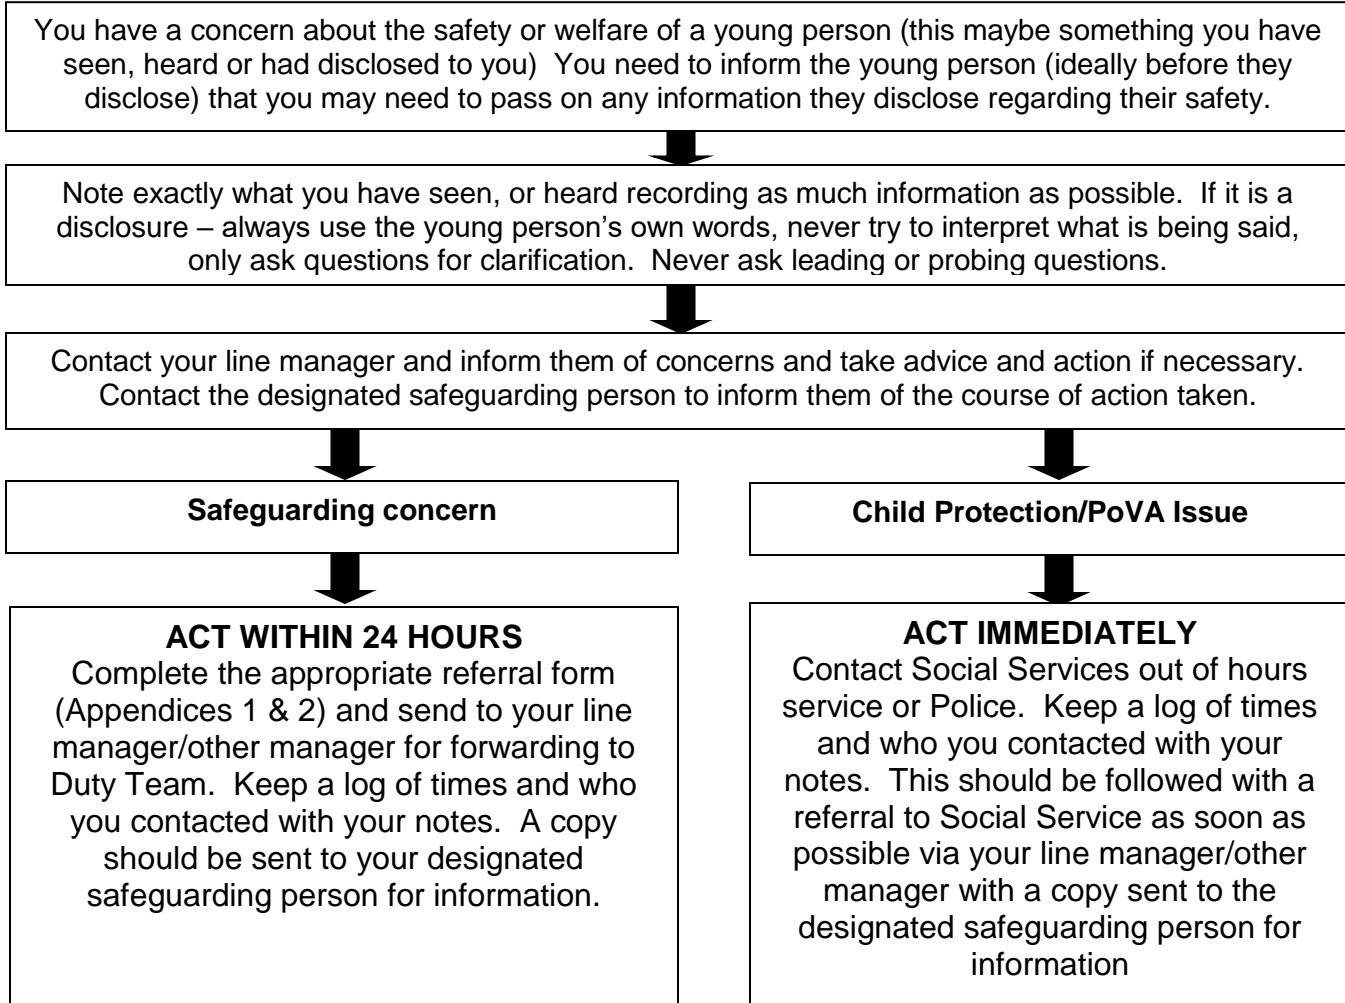 You have a concern about the safety or welfare of a young person (this maybe something you have
seen, heard or had disclosed to you)  You need to inform the young person (ideally before they
disclose) that you may need to pass on any information they disclose regarding their safety.
Note exactly what you have seen, or heard recording as much information as possible.  If it is a
disclosure – always use the young person’s own words, never try to interpret what is being said,
only ask questions for clarification.  Never ask leading or probing questions.
Contact your line manager and inform them of concerns and take advice and action if necessary.
Contact the designated safeguarding person to inform them of the course of action taken.
Safeguarding concern
ACT WITHIN 24 HOURS
Complete the appropriate referral form
(Appendices 1 & 2) and send to your line
manager/other manager for forwarding to
Duty Team.  Keep a log of times and who
you contacted with your notes.  A copy
should be sent to your designated
safeguarding person for information.
Child Protection/PoVA Issue
ACT IMMEDIATELY
Contact Social Services out of hours
service or Police.  Keep a log of times
and who you contacted with your
notes.  This should be followed with a
referral to Social Service as soon as
possible via your line manager/other
manager with a copy sent to the
designated safeguarding person for
information